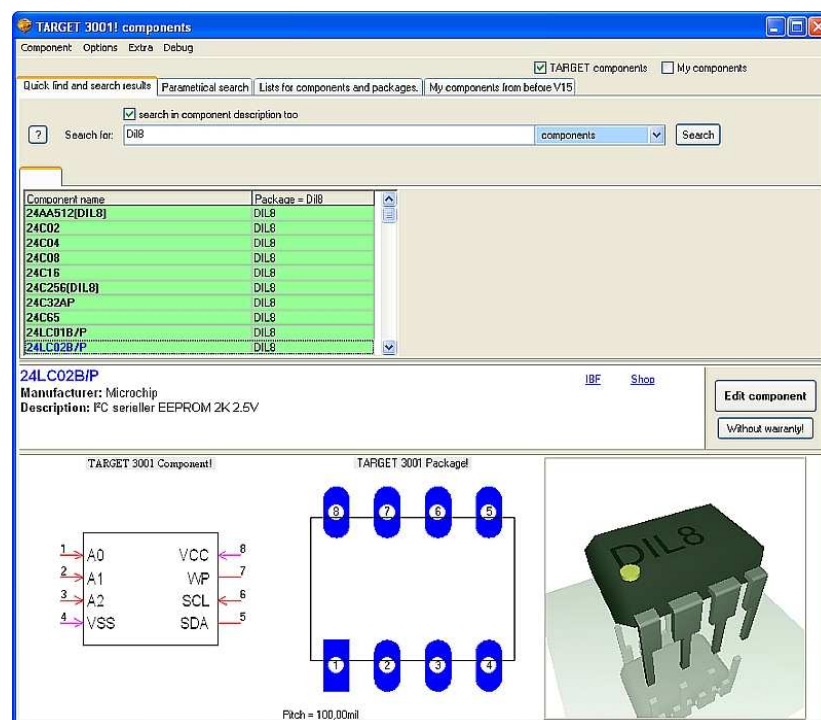 TARGET 3001! components
Component Options Extra Debug
TARGET components My components
Quick find and search results Parametrical search Lists for components and packages. My components from before V15
search in component description too
? Search for: Dil8 components Search
Component name Package = Dil8
24AA512[DIL8] DIL8
24C02 DIL8
24C04 DIL8
24C08 DIL8
24C16 DIL8
24C256[DIL8] DIL8
24C32AP DIL8
24C65 DIL8
24LC01B/P DIL8
24LC02B/P DIL8
24LC02B/P IBF Shop
Manufacturer: Microchip
Description: I²C serieller EEPROM 2K 2.5V
Edit component
Without warranty!
TARGET 3001 Component! TARGET 3001 Package!
8 7 6 5
DIL8
1 A0 VCC 8
2 A1 WP 7
3 A2 SCL 6
4 VSS SDA 5
1 2 3 4
Pitch = 100,00mil